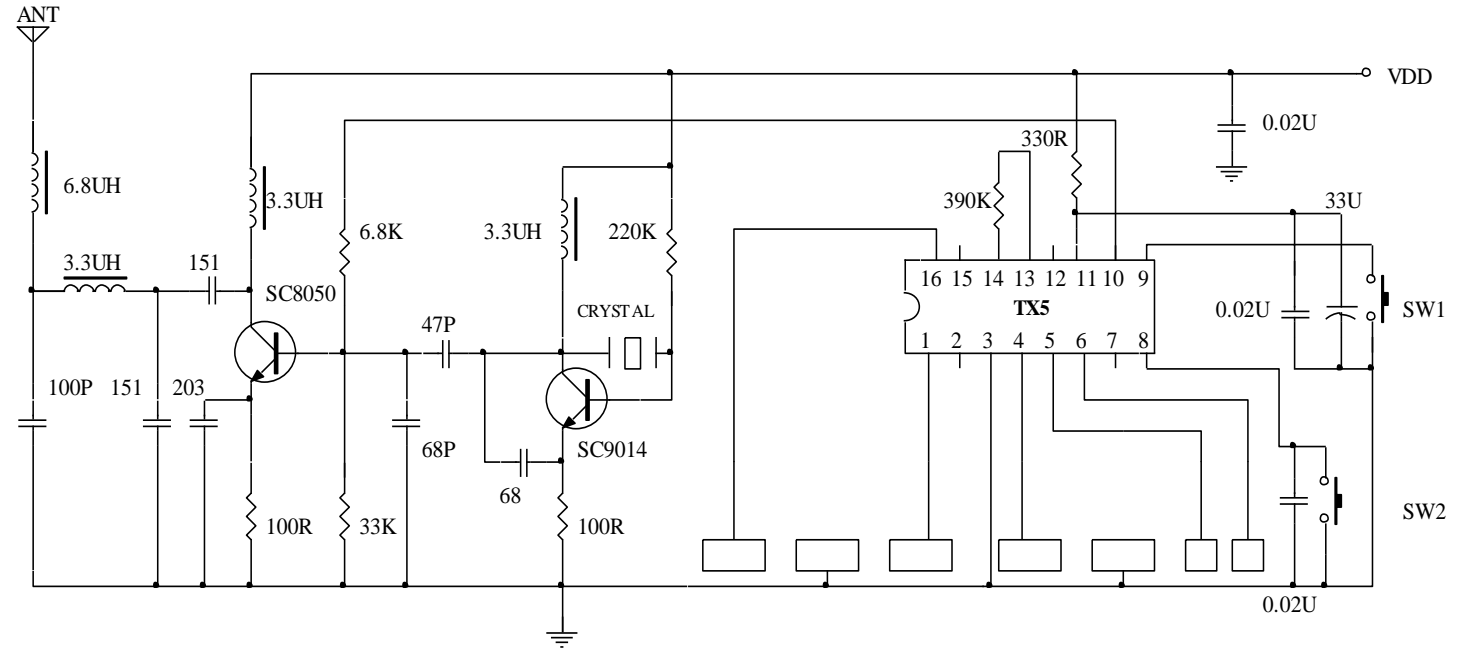 ANT
VDD
0.02U
330R
6.8UH
3.3UH
6.8K
3.3UH
220K
390K
33U
3.3UH
151
SC8050
CRYSTAL
16 15 14 13 12 11 10 9
TX5
0.02U
SW1
47P
1 2 3 4 5 6 7 8
100P
151
203
68P
SC9014
68
100R
33K
100R
SW2
0.02U